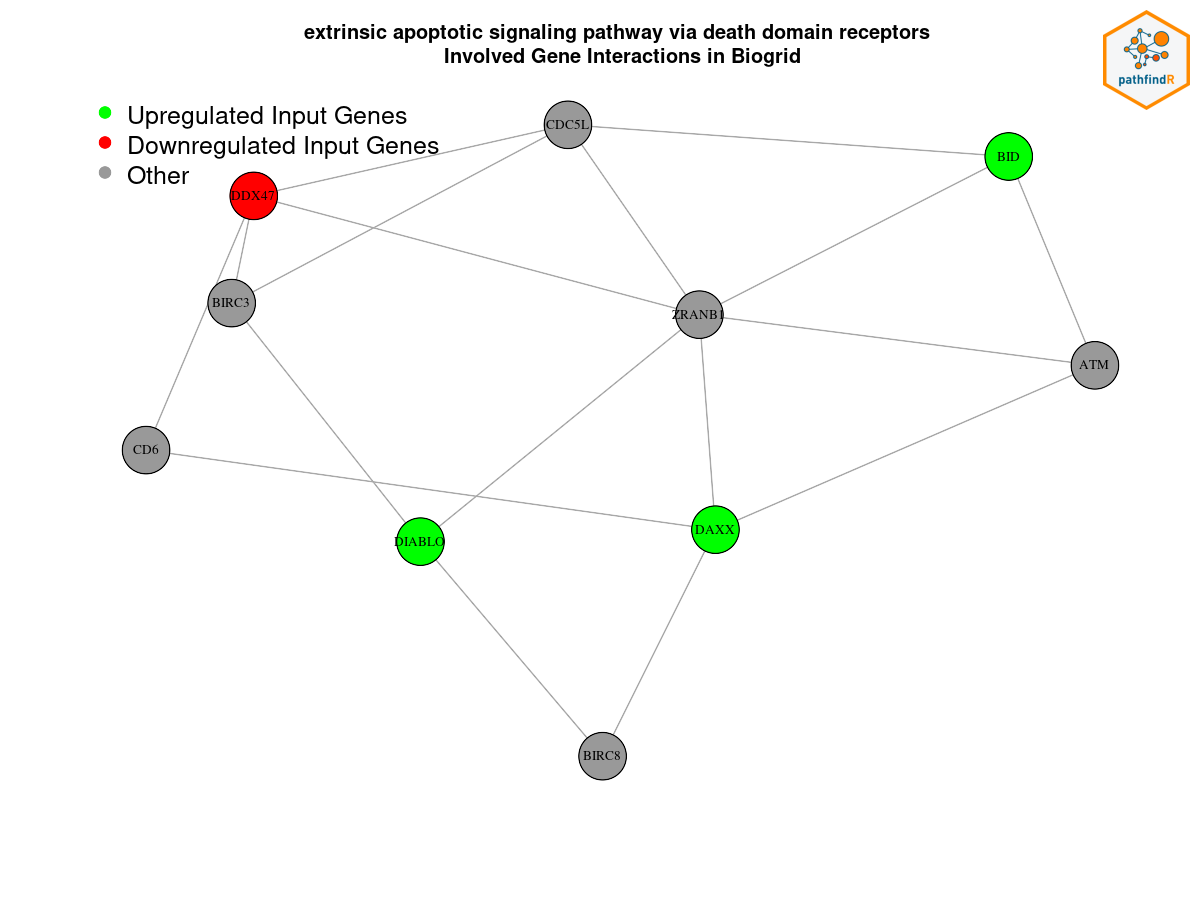 extrinsic apoptotic signaling pathway via death domain receptors
Involved Gene Interactions in Biogrid
pathfindR
Upregulated Input Genes
Downregulated Input Genes
Other
CDC5L
BID
DDX47
BIRC3
ZRANB1
ATM
CD6
DIABLO
DAXX
BIRC8